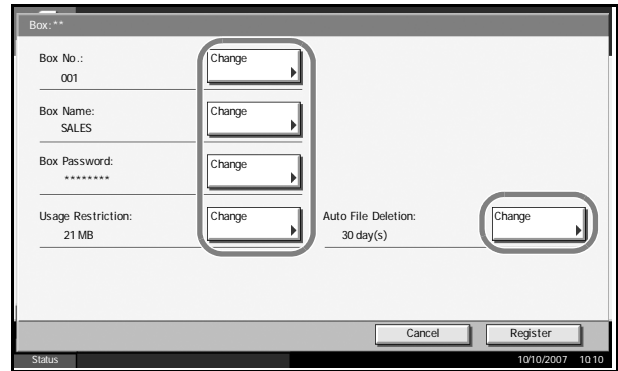 Box:**
Box No.: Change
001
Box Name: Change
SALES
Box Password: Change
********
Usage Restriction: Change Auto File Deletion: Change
21 MB 30 day(s)
Cancel Register
Status 10/10/2007 10:10